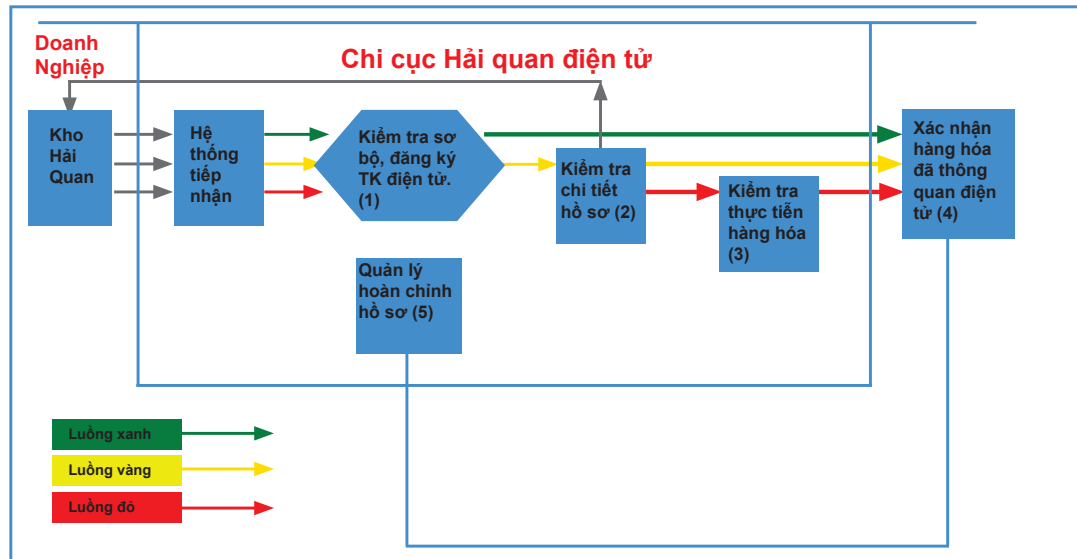 Doanh
Nghiệp
Chi cục Hải quan điện tử
Kho
Hải
Quan
Hệ
thống
tiếp
nhận
Kiểm tra sơ
bộ, đăng ký
TK điện tử.
(1)
Kiểm tra
chi tiết
hồ sơ (2)
Kiểm tra
thực tiễn
hàng hóa
(3)
Xác nhận
hàng hóa
đã thông
quan điện
tử (4)
Quản lý
hoàn chỉnh
hồ sơ (5)
Luồng xanh
Luồng vàng
Luồng đỏ